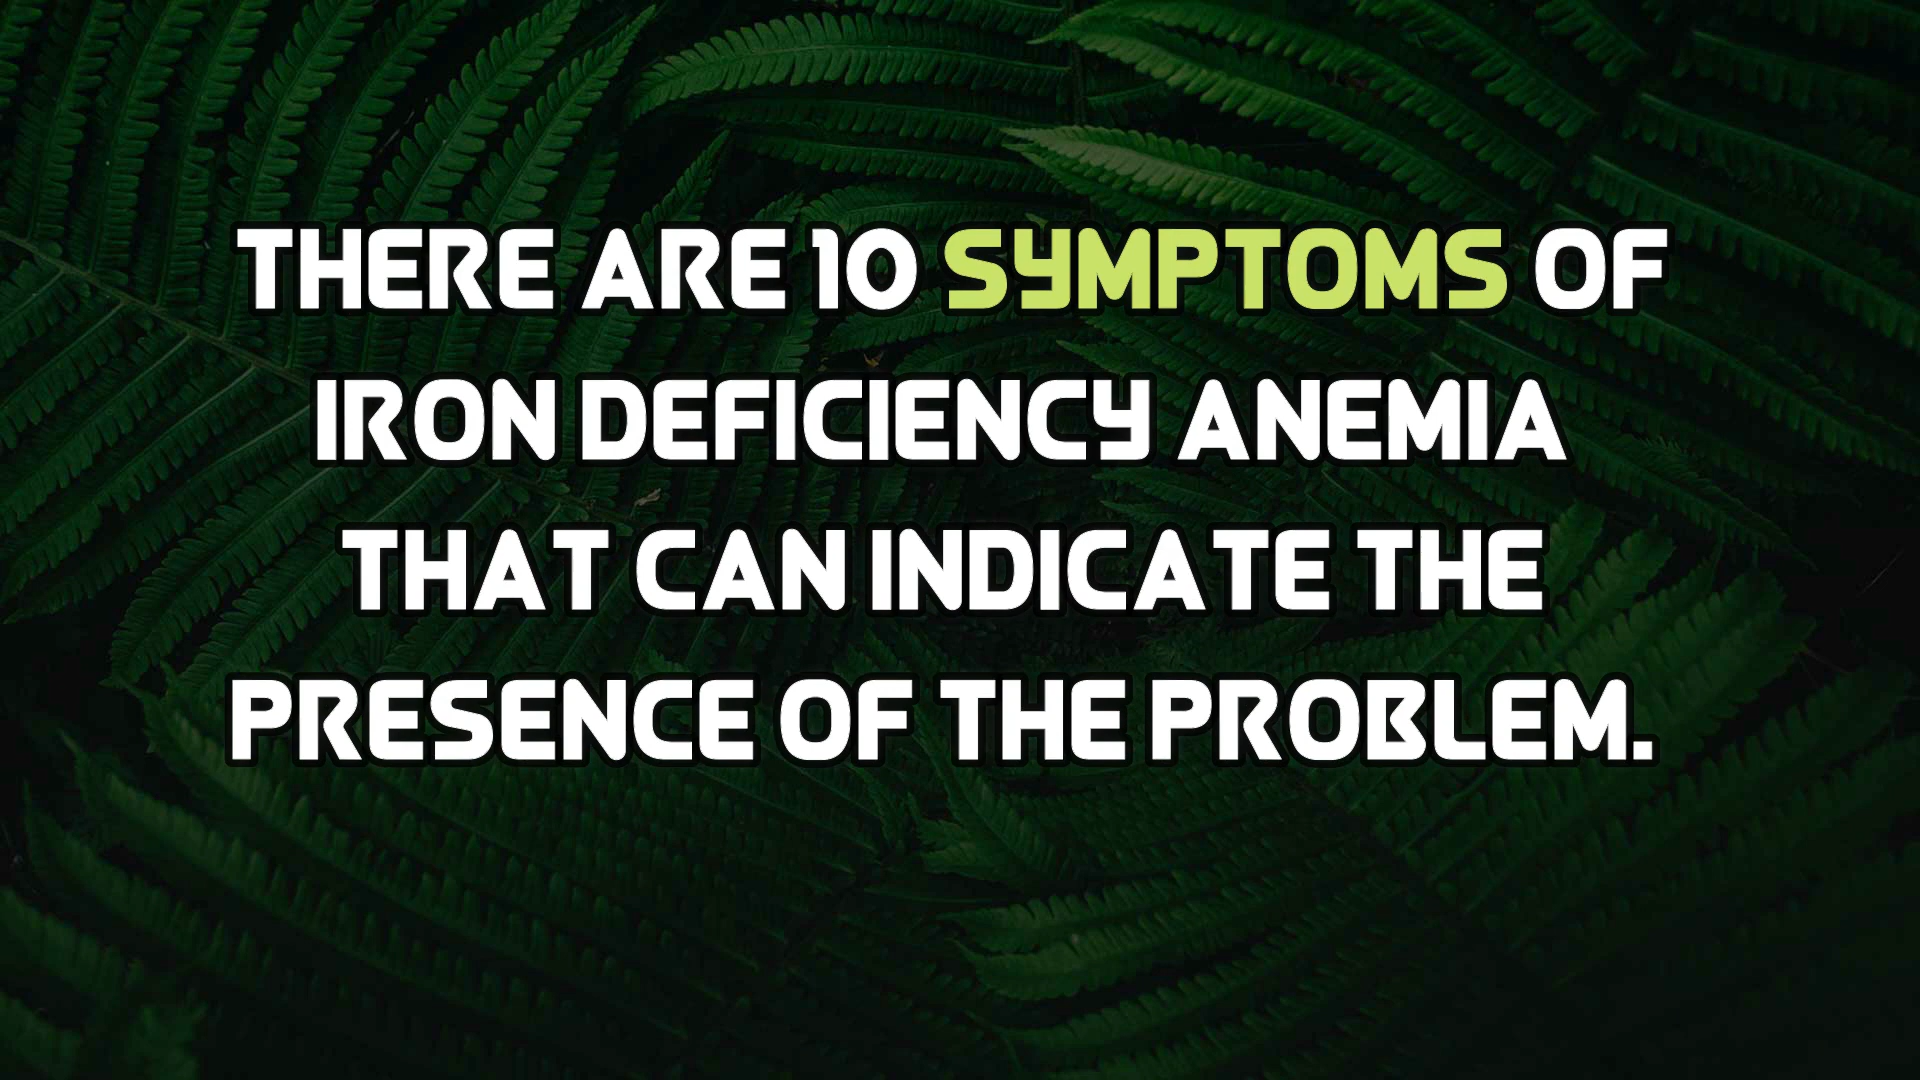 THERE ARE 10 SYMPTOMS OF
IRON DEFICIENCY ANEMIA
THAT CAN INDICATE THE
PRESENCE OF THE PROBLEM.